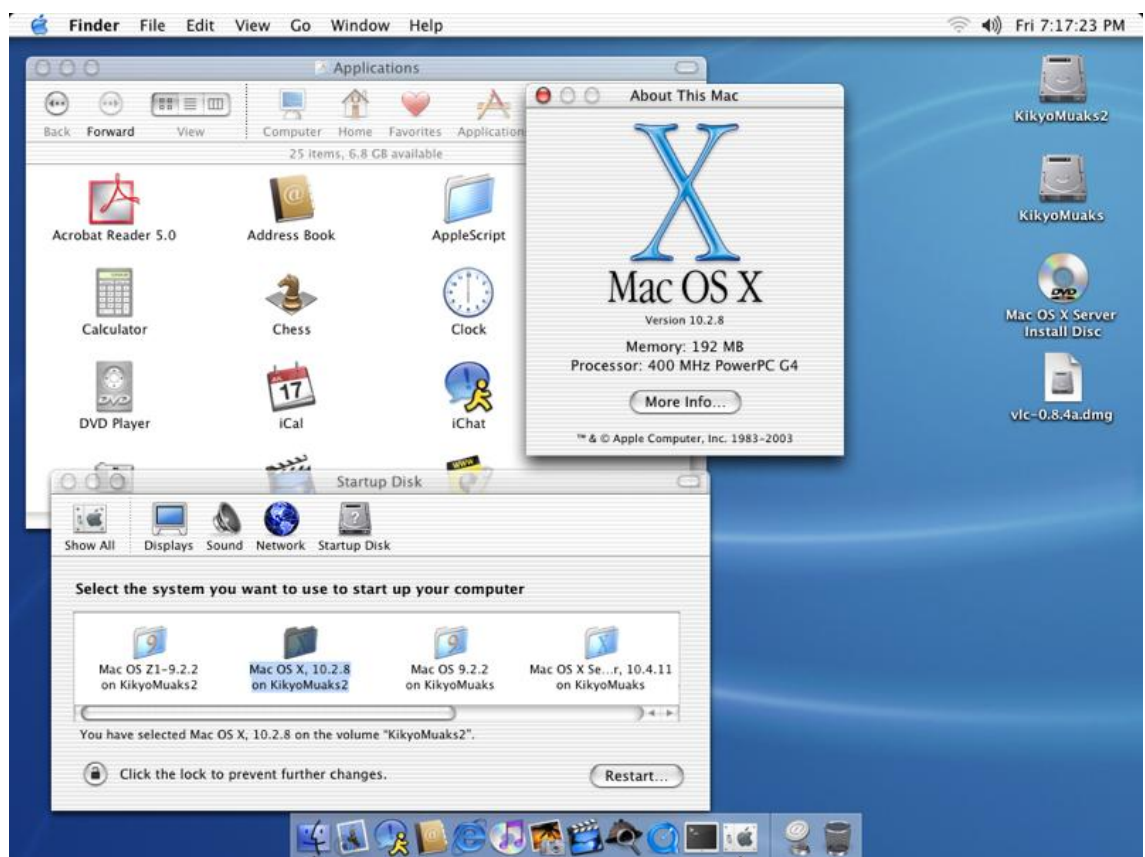 Finder File Edit View Go Window Help
Fri 7:17:23 PM
Applications
Back Forward View Computer Home Favorites Application
25 items, 6.8 GB available
Acrobat Reader 5.0
Address Book
AppleScript
Calculator
Chess
Clock
DVD
DVD Player
17
iCal
iChat
About This Mac
Mac OS X
Version 10.2.8
Memory: 192 MB
Processor: 400 MHz PowerPC G4
More Info...
™ & © Apple Computer, Inc. 1983-2003
KikyoMuaks2
KikyoMuaks
DVD
Mac OS X Server
Install Disc
vlc-0.8.4a.dmg
Startup Disk
Show All Displays Sound Network Startup Disk
Select the system you want to use to start up your computer
Mac OS Z1-9.2.2
on KikyoMuaks2
Mac OS X, 10.2.8
on KikyoMuaks2
Mac OS 9.2.2
on KikyoMuaks
Mac OS X Se...r, 10.4.11
on KikyoMuaks
You have selected Mac OS X, 10.2.8 on the volume “KikyoMuaks2”.
Click the lock to prevent further changes.
Restart...